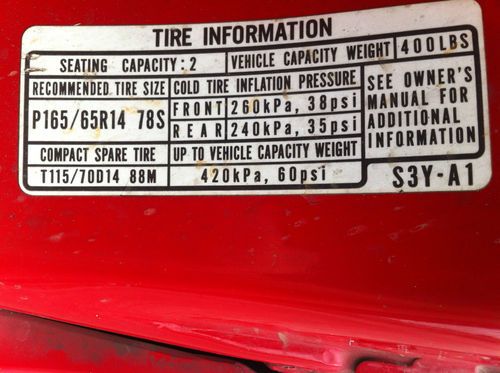 TIRE INFORMATION
SEATING CAPACITY: 2
VEHICLE CAPACITY WEIGHT
400LBS
RECOMMENDED TIRE SIZE
COLD TIRE INFLATION PRESSURE
P165/65R14 78S
FRONT
260kPa, 38psi
REAR
240kPa, 35psi
SEE OWNER'S
MANUAL FOR
ADDITIONAL
INFORMATION
COMPACT SPARE TIRE
UP TO VEHICLE CAPACITY WEIGHT
T115/70D14 88M
420kPa, 60psi
S3Y-A1